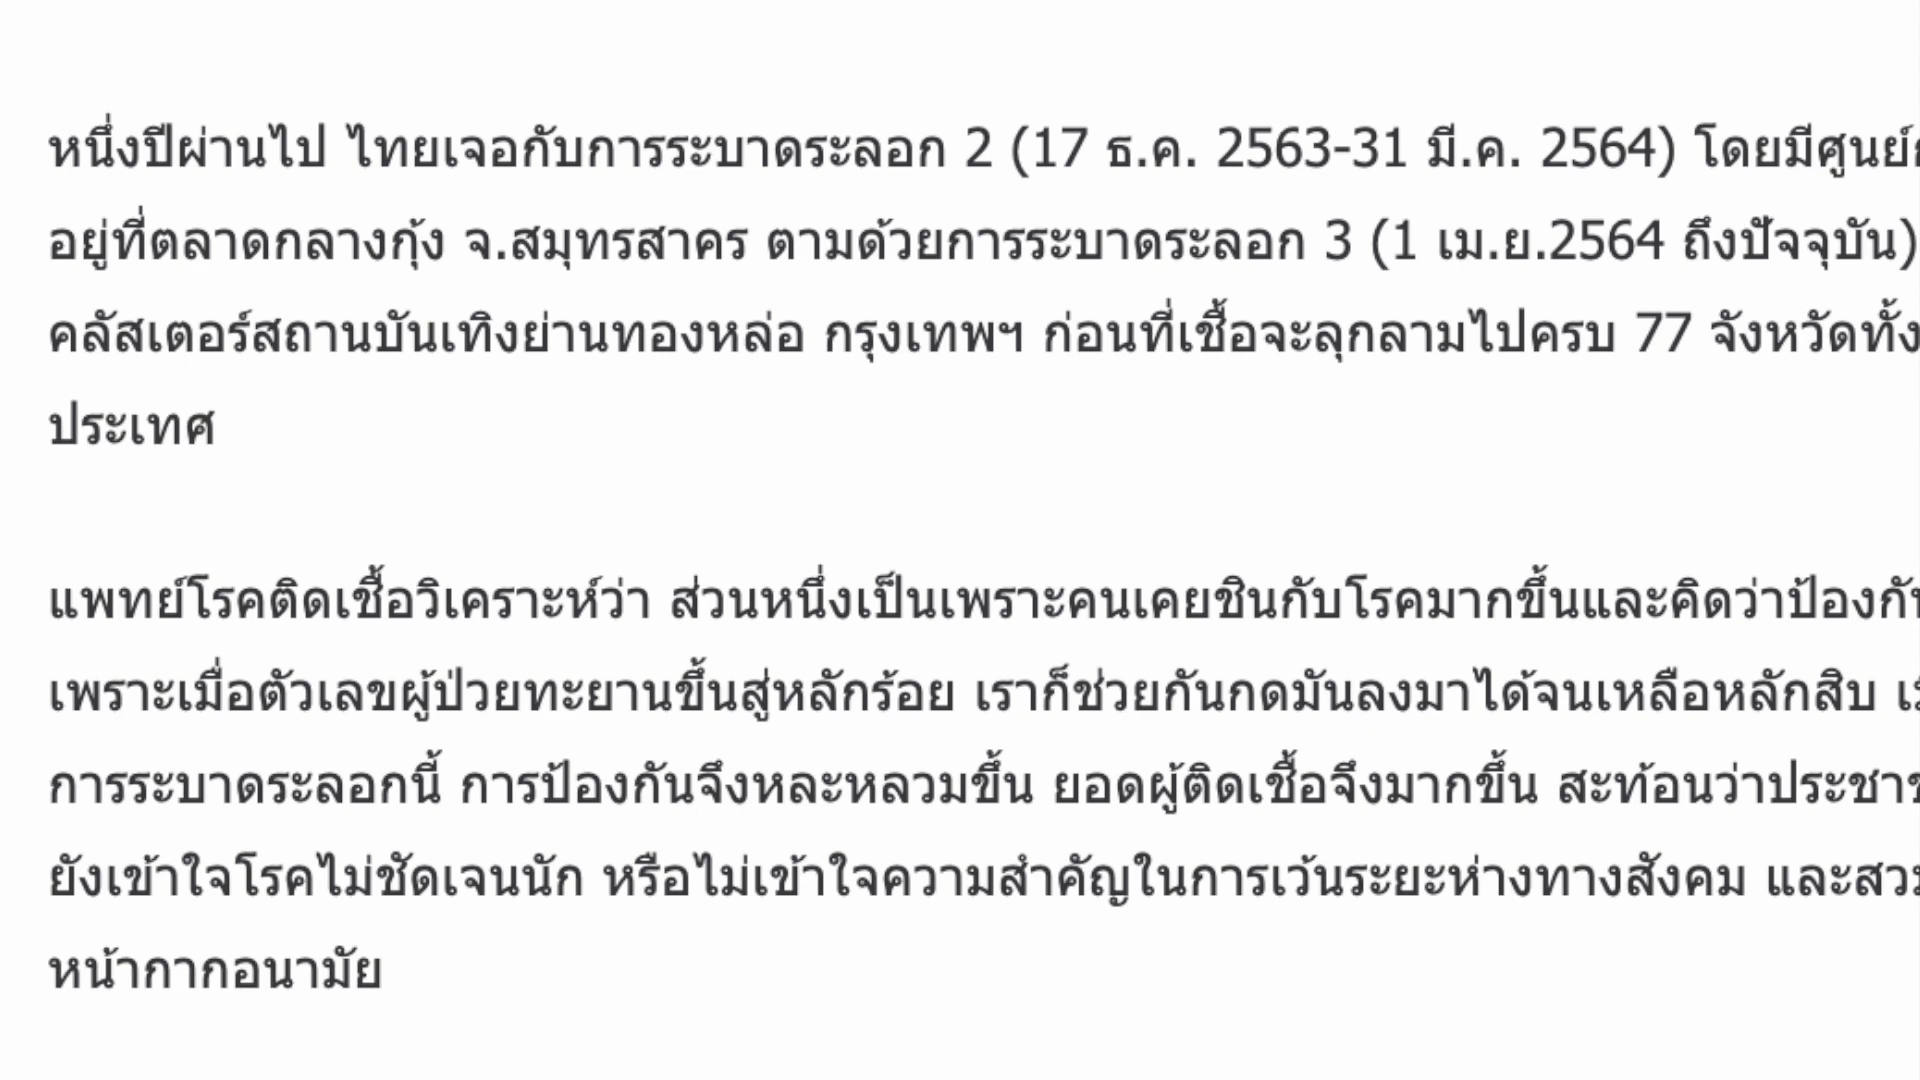 หนึ่งปีผ่านไป ไทยเจอกับการระบาดระลอก 2 (17 ธ.ค. 2563-31 มี.ค. 2564) โดยมีศูนย์
อยู่ที่ตลาดกลางกุ้ง จ.สมุทรสาคร ตามด้วยการระบาดระลอก 3 (1 เม.ย.2564 ถึงปัจจุบัน)
คลัสเตอร์สถานบันเทิงย่านทองหล่อ กรุงเทพฯ ก่อนที่เชื้อจะลุกลามไปครบ 77 จังหวัดทั้ง
ประเทศ
แพทย์โรคติดเชื้อวิเคราะห์ว่า ส่วนหนึ่งเป็นเพราะคนเคยชินกับโรคมากขึ้นและคิดว่าป้องกัน
เพราะเมื่อตัวเลขผู้ป่วยทะยานขึ้นสู่หลักร้อย เราก็ช่วยกันกดมันลงมาได้จนเหลือหลักสิบ
การระบาดระลอกนี้ การป้องกันจึงหละหลวมขึ้น ยอดผู้ติดเชื้อจึงมากขึ้น สะท้อนว่าประชาช
ยังเข้าใจโรคไม่ชัดเจนนัก หรือไม่เข้าใจความสำคัญในการเว้นระยะห่างทางสังคม และสวม
หน้ากากอนามัย